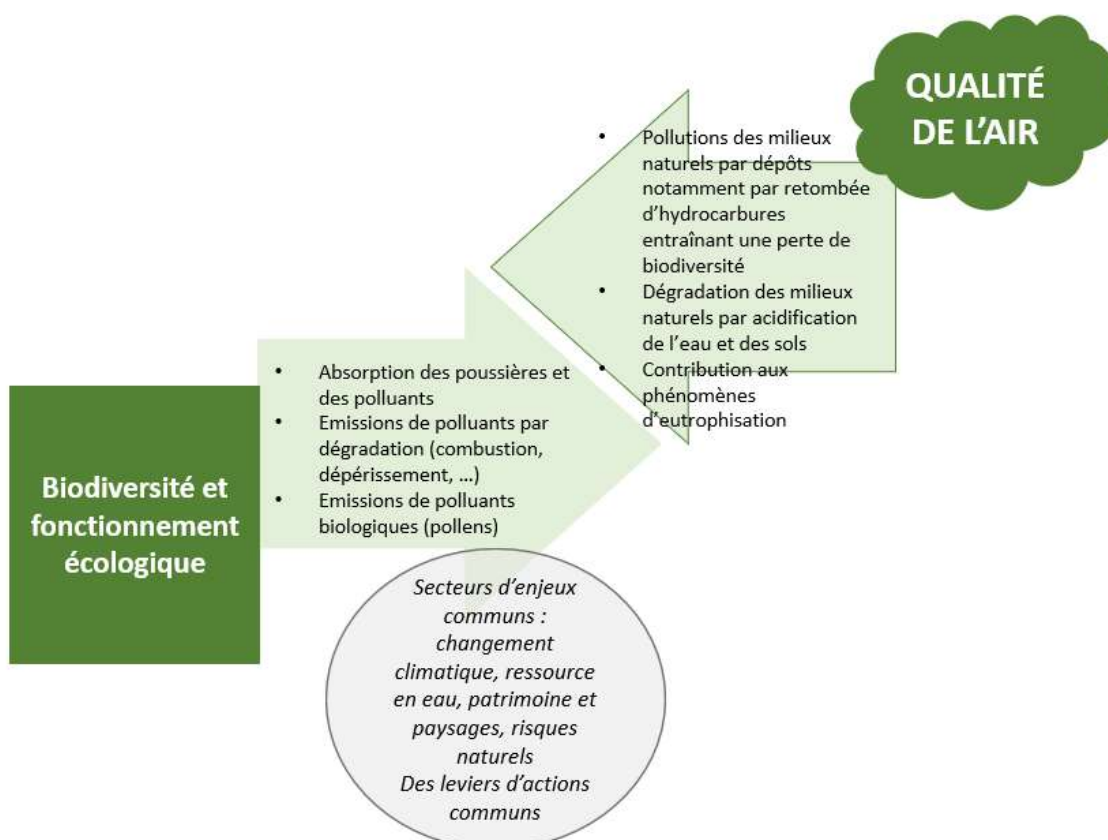 QUALITÉ
DE L’AIR
• Pollutions des milieux
naturels par dépôts
notamment par retombée
d’hydrocarbures
entraînant une perte de
biodiversité
• Dégradation des milieux
naturels par acidification
de l’eau et des sols
• Contribution aux
phénomènes
d’eutrophisation
• Absorption des poussières et
des polluants
• Emissions de polluants par
dégradation (combustion,
dépérissement, …)
• Emissions de polluants
biologiques (pollens)
Biodiversité et
fonctionnement
écologique
Secteurs d’enjeux
communs :
changement
climatique, ressource
en eau, patrimoine et
paysages, risques
naturels
Des leviers d’actions
communs